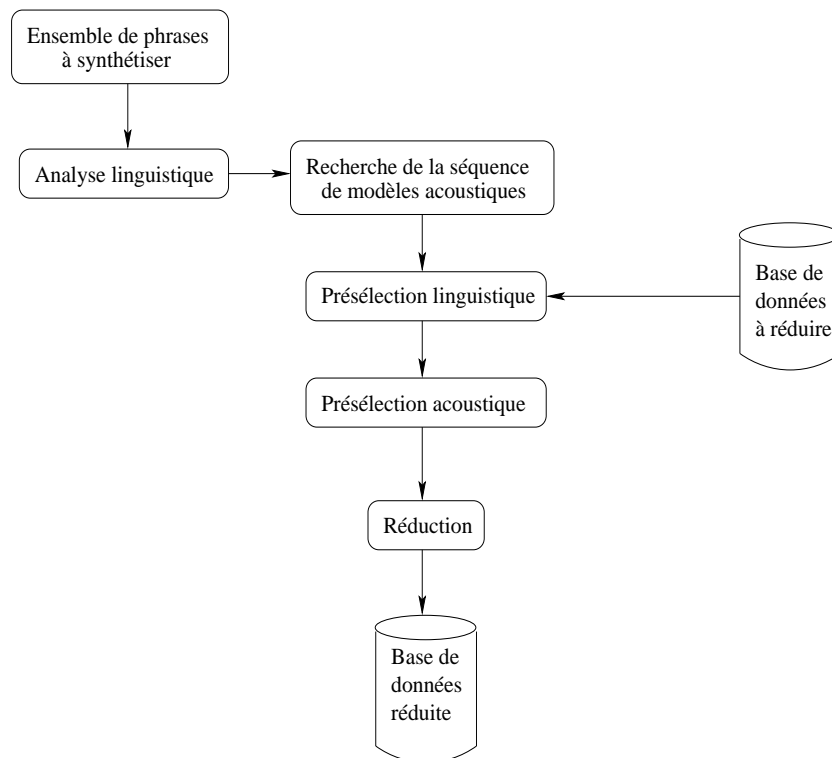 Ensemble de phrases
à synthétiser
Analyse linguistique
Recherche de la séquence
de modèles acoustiques
Présélection linguistique
Base de
données
à réduire
Présélection acoustique
Réduction
Base de
données
réduite